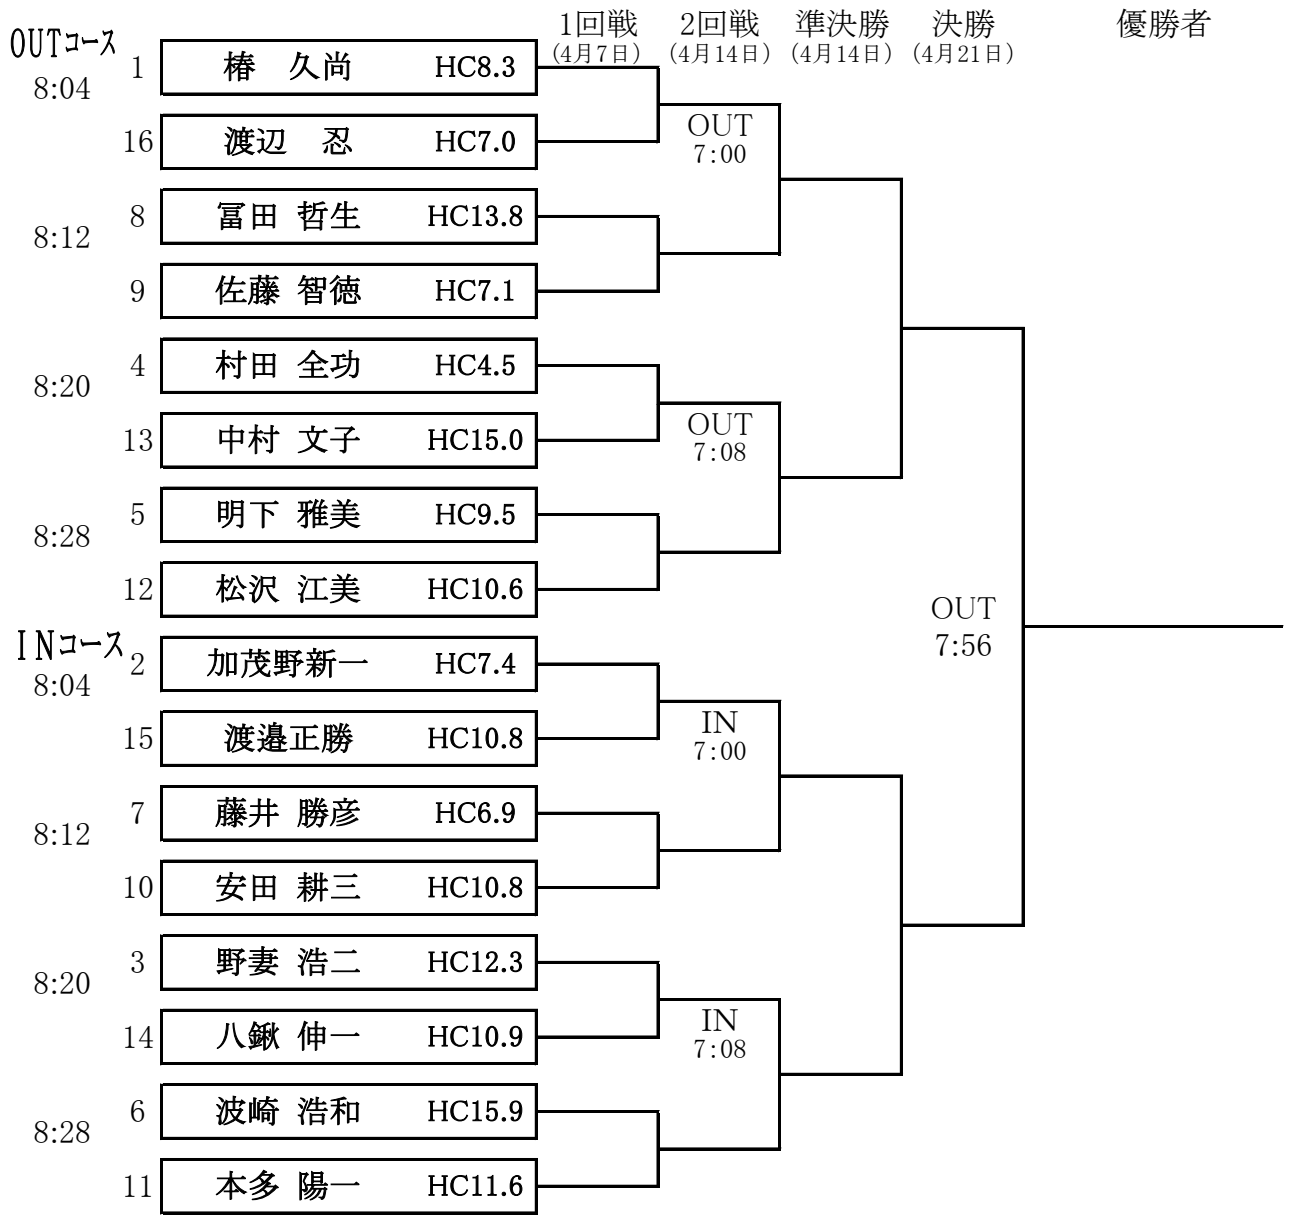 1回戦 2回戦 準決勝 決勝 優勝者
(4月7日) (4月14日) (4月14日) (4月21日)
OUTコース
8:04
1 椿 久尚 HC8.3
16 渡辺 忍 HC7.0
OUT
7:00
8:12
8 冨田 哲生 HC13.8
9 佐藤 智徳 HC7.1
8:20
4 村田 全功 HC4.5
13 中村 文子 HC15.0
OUT
7:08
8:28
5 明下 雅美 HC9.5
12 松沢 江美 HC10.6
OUT
7:56
INコース
8:04
2 加茂野新一 HC7.4
15 渡邉正勝 HC10.8
IN
7:00
8:12
7 藤井 勝彦 HC6.9
10 安田 耕三 HC10.8
8:20
3 野妻 浩二 HC12.3
14 八鍬 伸一 HC10.9
IN
7:08
8:28
6 波崎 浩和 HC15.9
11 本多 陽一 HC11.6